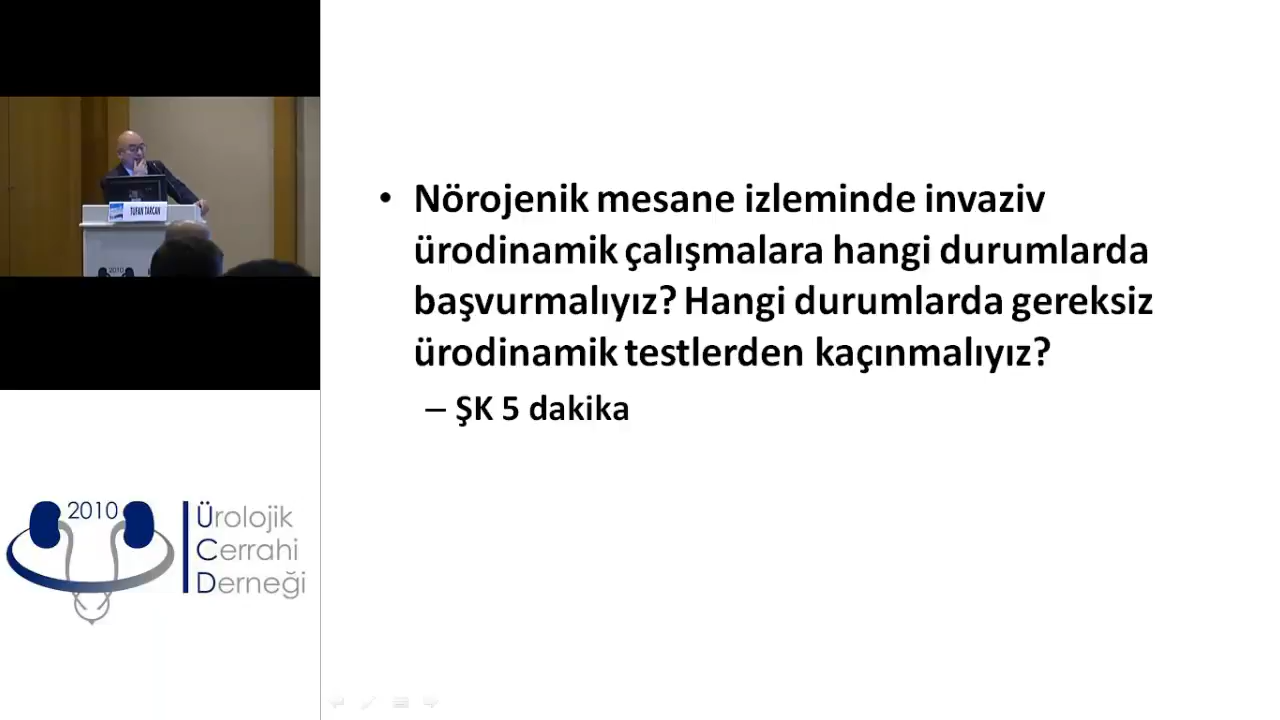 TUFAN TARCAN
2010
• Nörojenik mesane izleminde invaziv
ürodinamik çalışmalara hangi durumlarda
başvurmalıyız? Hangi durumlarda gereksiz
ürodinamik testlerden kaçınmalıyız?
– ŞK 5 dakika
2010
Ürolojik
Cerrahi
Derneği